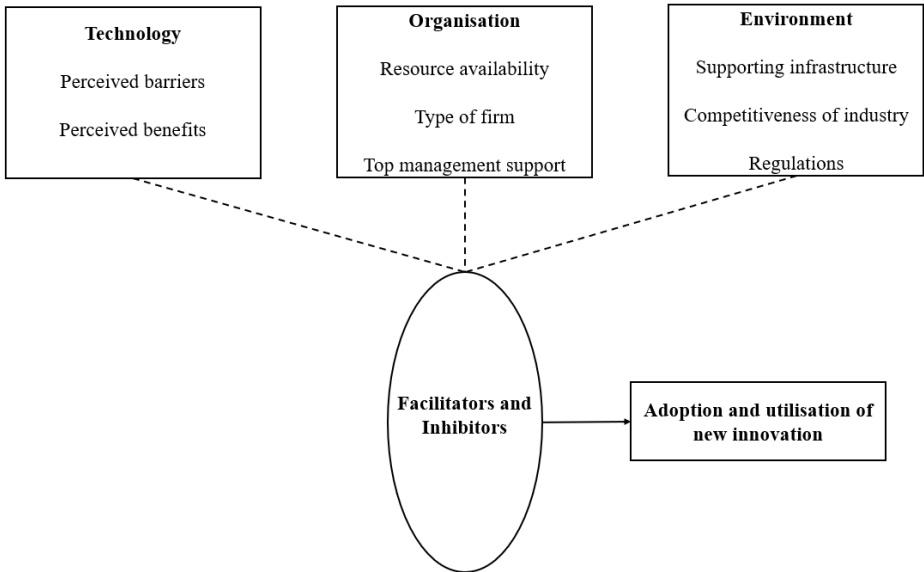 Technology
Perceived barriers
Perceived benefits
Organisation
Resource availability
Type of firm
Top management support
Environment
Supporting infrastructure
Competitiveness of industry
Regulations
Facilitators and
Inhibitors
Adoption and utilisation of
new innovation